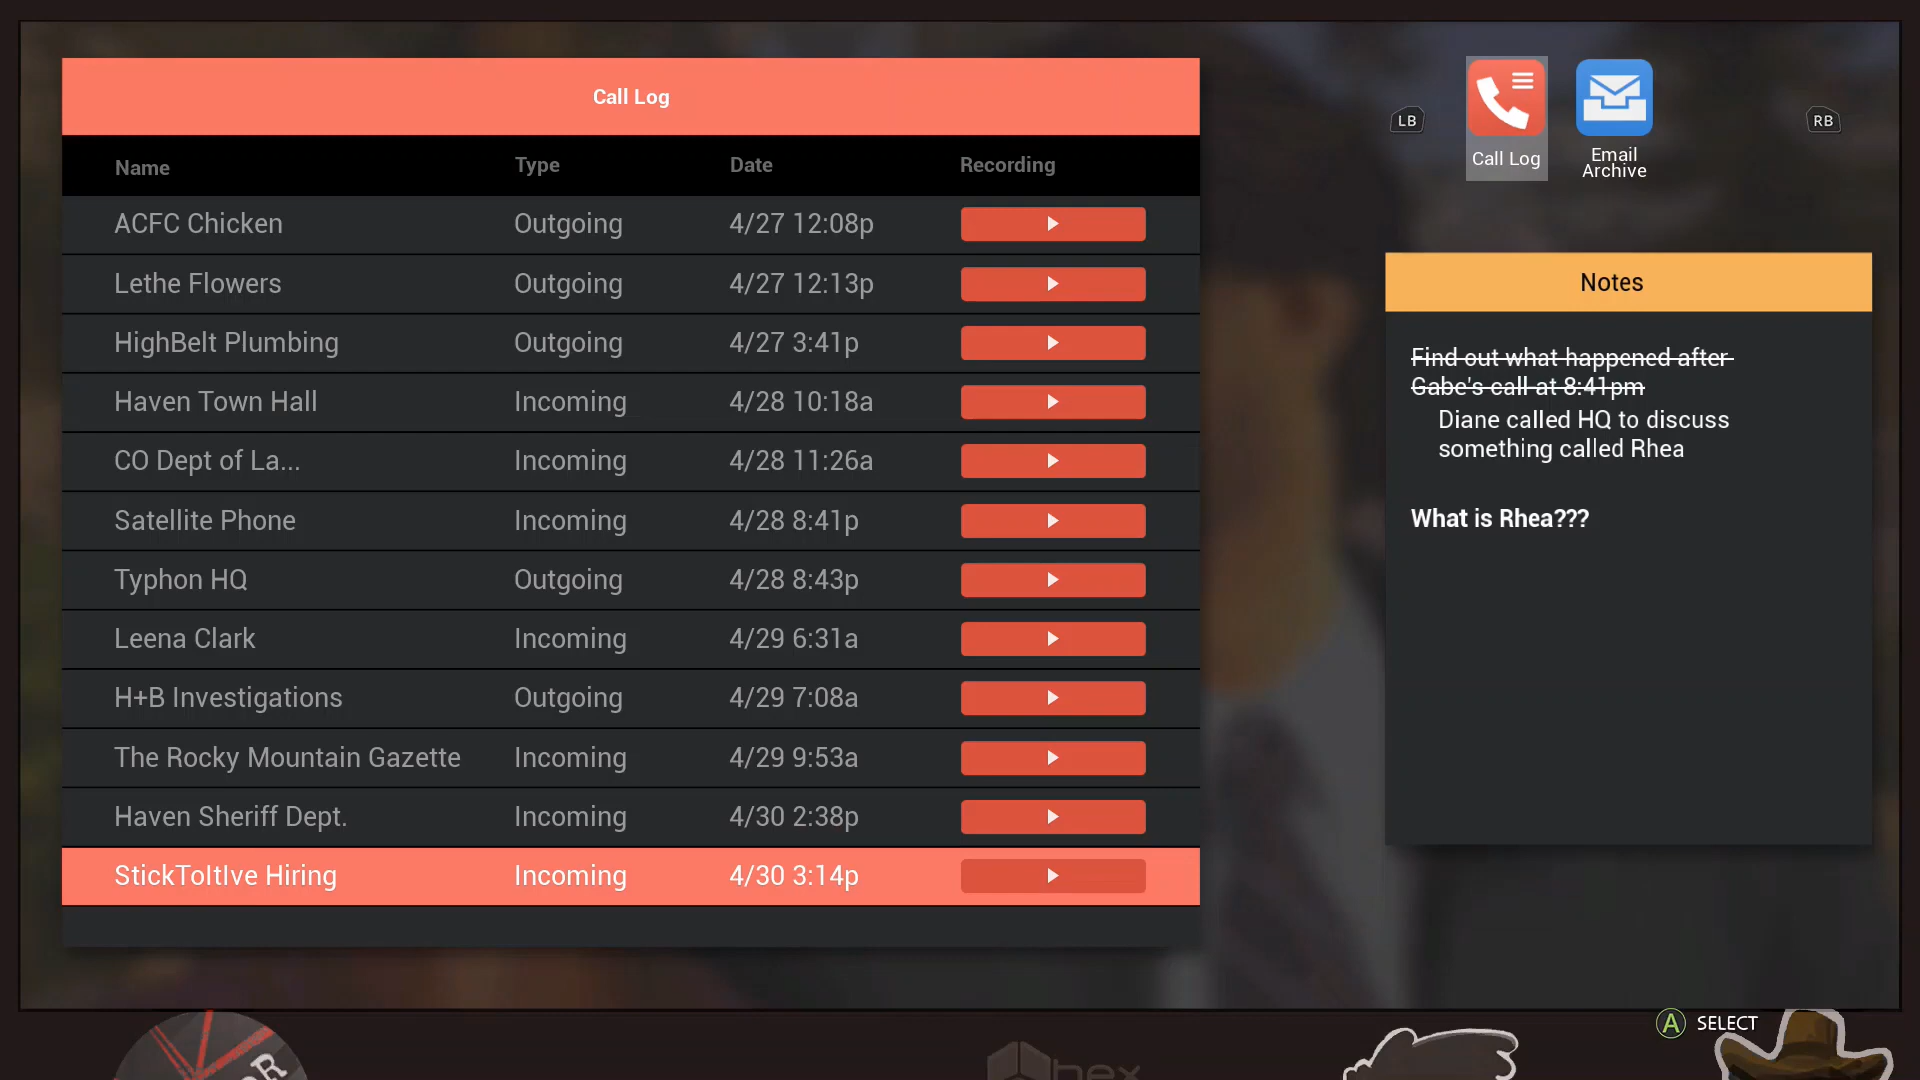 Call Log
Name Type Date Recording
ACFC Chicken Outgoing 4/27 12:08p
Lethe Flowers Outgoing 4/27 12:13p
HighBelt Plumbing Outgoing 4/27 3:41p
Haven Town Hall Incoming 4/28 10:18a
CO Dept of La... Incoming 4/28 11:26a
Satellite Phone Incoming 4/28 8:41p
Typhon HQ Outgoing 4/28 8:43p
Leena Clark Incoming 4/29 6:31a
H+B Investigations Outgoing 4/29 7:08a
The Rocky Mountain Gazette Incoming 4/29 9:53a
Haven Sheriff Dept. Incoming 4/30 2:38p
StickToItIve Hiring Incoming 4/30 3:14p
LB
Call Log
Email
Archive
RB
Notes
Find out what happened after
Gabe's call at 8:41pm
Diane called HQ to discuss
something called Rhea
What is Rhea???
A SELECT
hex